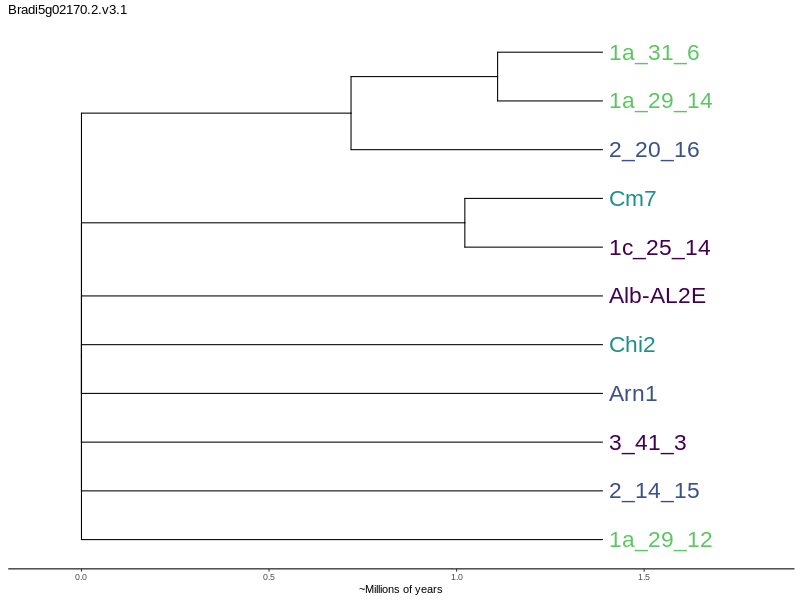 Bradi5g02170.2.v3.1
1a_31_6
1a_29_14
2_20_16
Cm7
1c_25_14
Alb-AL2E
Chi2
Arn1
3_41_3
2_14_15
1a_29_12
0.0 0.5 1.0 1.5
~Millions of years